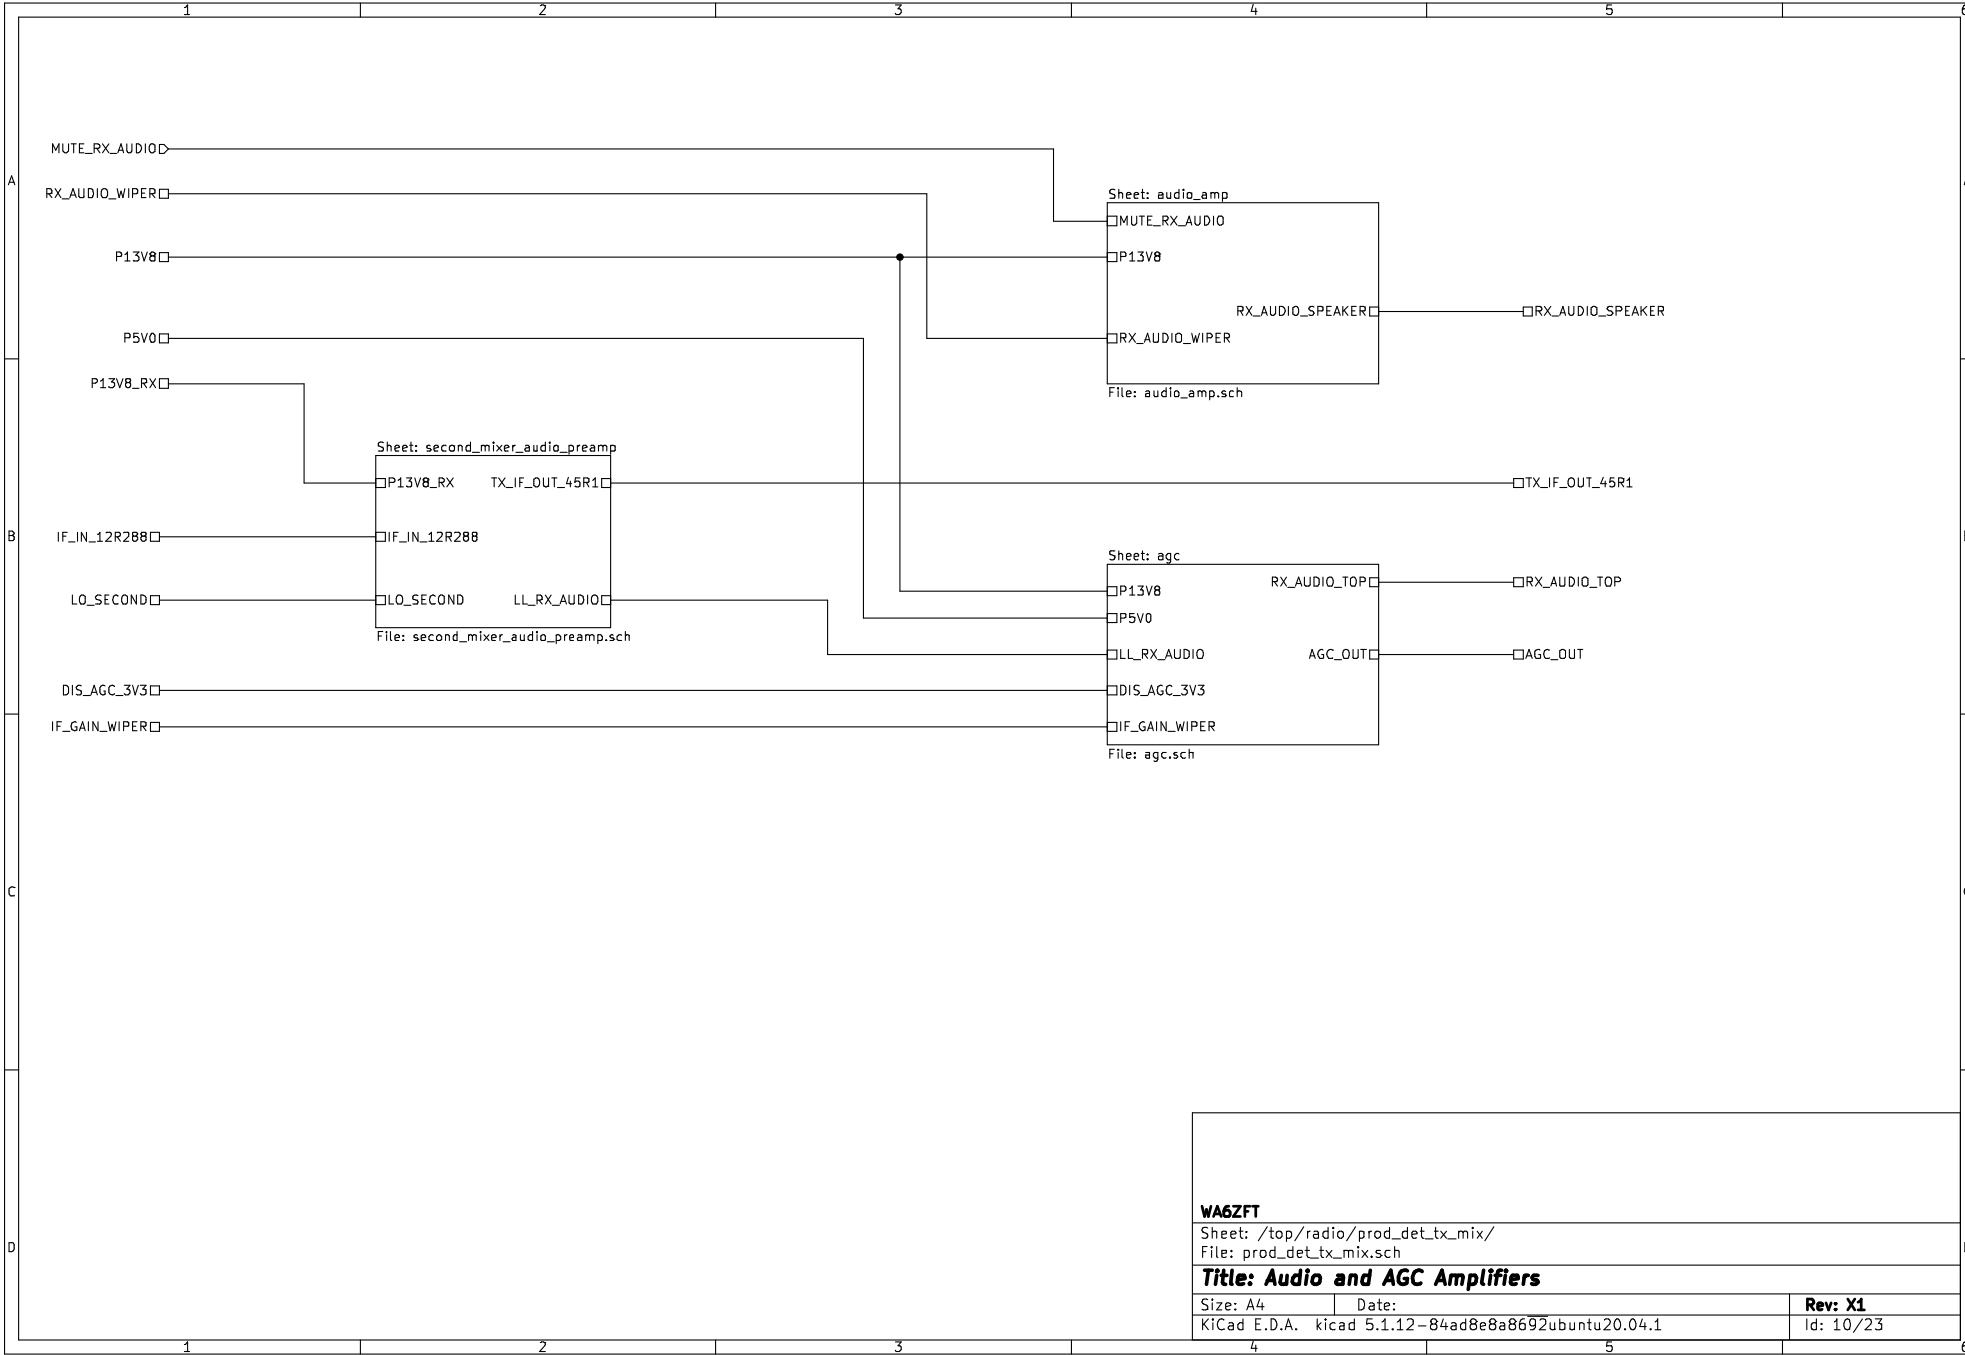 1 2 3 4 5 6
MUTE_RX_AUDIO
A
RX_AUDIO_WIPER
Sheet: audio_amp
MUTE_RX_AUDIO
P13V8
P13V8
RX_AUDIO_SPEAKER
RX_AUDIO_SPEAKER
P5V0
RX_AUDIO_WIPER
P13V8_RX
File: audio_amp.sch
Sheet: second_mixer_audio_preamp
P13V8_RX
TX_IF_OUT_45R1
TX_IF_OUT_45R1
B
IF_IN_12R288
IF_IN_12R288
Sheet: agc
RX_AUDIO_TOP
RX_AUDIO_TOP
P13V8
LO_SECOND
LO_SECOND
LL_RX_AUDIO
P5V0
File: second_mixer_audio_preamp.sch
LL_RX_AUDIO
AGC_OUT
AGC_OUT
DIS_AGC_3V3
DIS_AGC_3V3
IF_GAIN_WIPER
IF_GAIN_WIPER
File: agc.sch
C
D
WA6ZFT
Sheet: /top/radio/prod_det_tx_mix/
File: prod_det_tx_mix.sch
Title: Audio and AGC Amplifiers
Size: A4 Date: Rev: X1
KiCad E.D.A. kicad 5.1.12-84ad8e8a8692ubuntu20.04.1 Id: 10/23
1 2 3 4 5 6